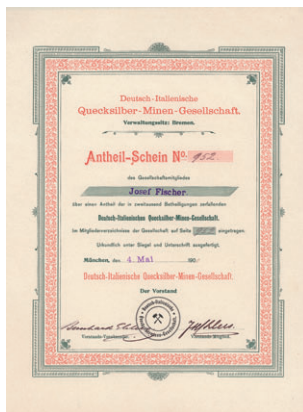 Deutsch-Italienische
Quecksilber-Minen-Gesellschaft.
Verwaltungssitz: Bremen.
Antheil-Schein No. 952
des Gesellschaftsmitgliedes
Josef Fischer.
über einen Antheil der in zweitausend Betheiligungen zerfallenden
Deutsch-Italienischen Quecksilber-Minen-Gesellschaft.
im Mitgliederverzeichniss der Gesellschaft auf Seite eingetragen.
Urkundlich unter Siegel und Unterschrift ausgefertigt.
München, den 4. Mai 190
Deutsch-Italienische Quecksilber-Minen-Gesellschaft.
Der Vorstand